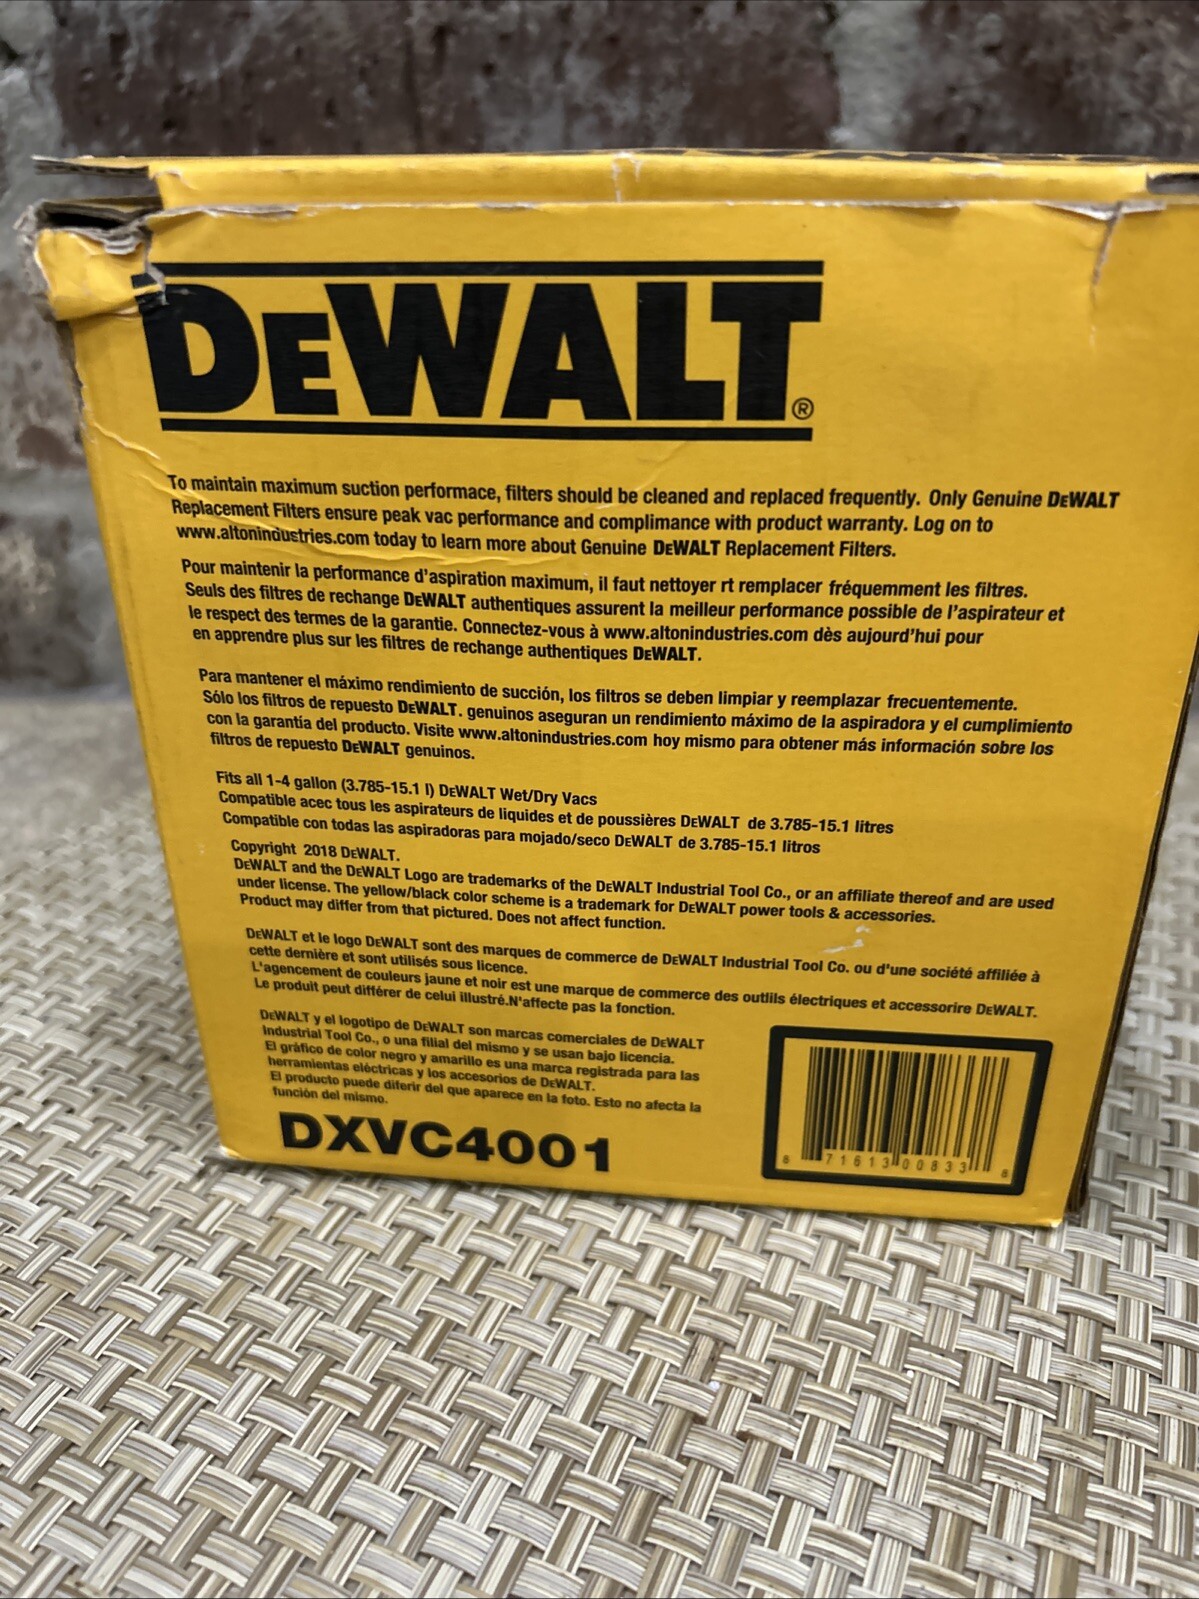 DEWALT®
To maintain maximum suction performace, filters should be cleaned and replaced frequently. Only Genuine DEWALT
Replacement Filters ensure peak vac performance and complimance with product warranty. Log on to
www.altonindustries.com today to learn more about Genuine DEWALT Replacement Filters.
Pour maintenir la performance d'aspiration maximum, il faut nettoyer rt remplacer fréquemment les filtres.
Seuls des filtres de rechange DEWALT authentiques assurent la meilleur performance possible de l'aspirateur et
le respect des termes de la garantie. Connectez-vous à www.altonindustries.com dès aujourd'hui pour
en apprendre plus sur les filtres de rechange authentiques DEWALT.
Para mantener el máximo rendimiento de succión, los filtros se deben limpiar y reemplazar frecuentemente.
Sólo los filtros de repuesto DEWALT. genuinos aseguran un rendimiento máximo de la aspiradora y el cumplimiento
con la garantia del producto. Visite www.altonindustries.com hoy mismo para obtener más información sobre los
filtros de repuesto DEWALT genuinos.
Fits all 1-4 gallon (3.785-15.1 l) DEWALT Wet/Dry Vacs
Compatible acec tous les aspirateurs de liquides et de poussières DEWALT de 3.785-15.1 litres
Compatible con todas las aspiradoras para mojado/seco DEWALT de 3.785-15.1 litros
Copyright 2018 DEWALT.
DEWALT and the DEWALT Logo are trademarks of the DEWALT Industrial Tool Co., or an affiliate thereof and are used
under license. The yellow/black color scheme is a trademark for DEWALT power tools & accessories.
Product may differ from that pictured. Does not affect function.
DEWALT et le logo DEWALT sont des marques de commerce de DEWALT Industrial Tool Co. ou d'une société affiliée à
cette dernière et sont utilisés sous licence.
L'agencement de couleurs jaune et noir est une marque de commerce des outlils électriques et accessorire DEWALT.
Le produit peut différer de celui illustré.N'affecte pas la fonction.
DEWALT y el logotipo de DEWALT son marcas comerciales de DEWALT
Industrial Tool Co., o una filial del mismo y se usan bajo licencia.
El gráfico de color negro y amarillo es una marca registrada para las
herramientas eléctricas y los accesorios de DEWALT.
El producto puede diferir del que aparece en la foto. Esto no afecta la
función del mismo.
DXVC4001
8 71613 00833 8